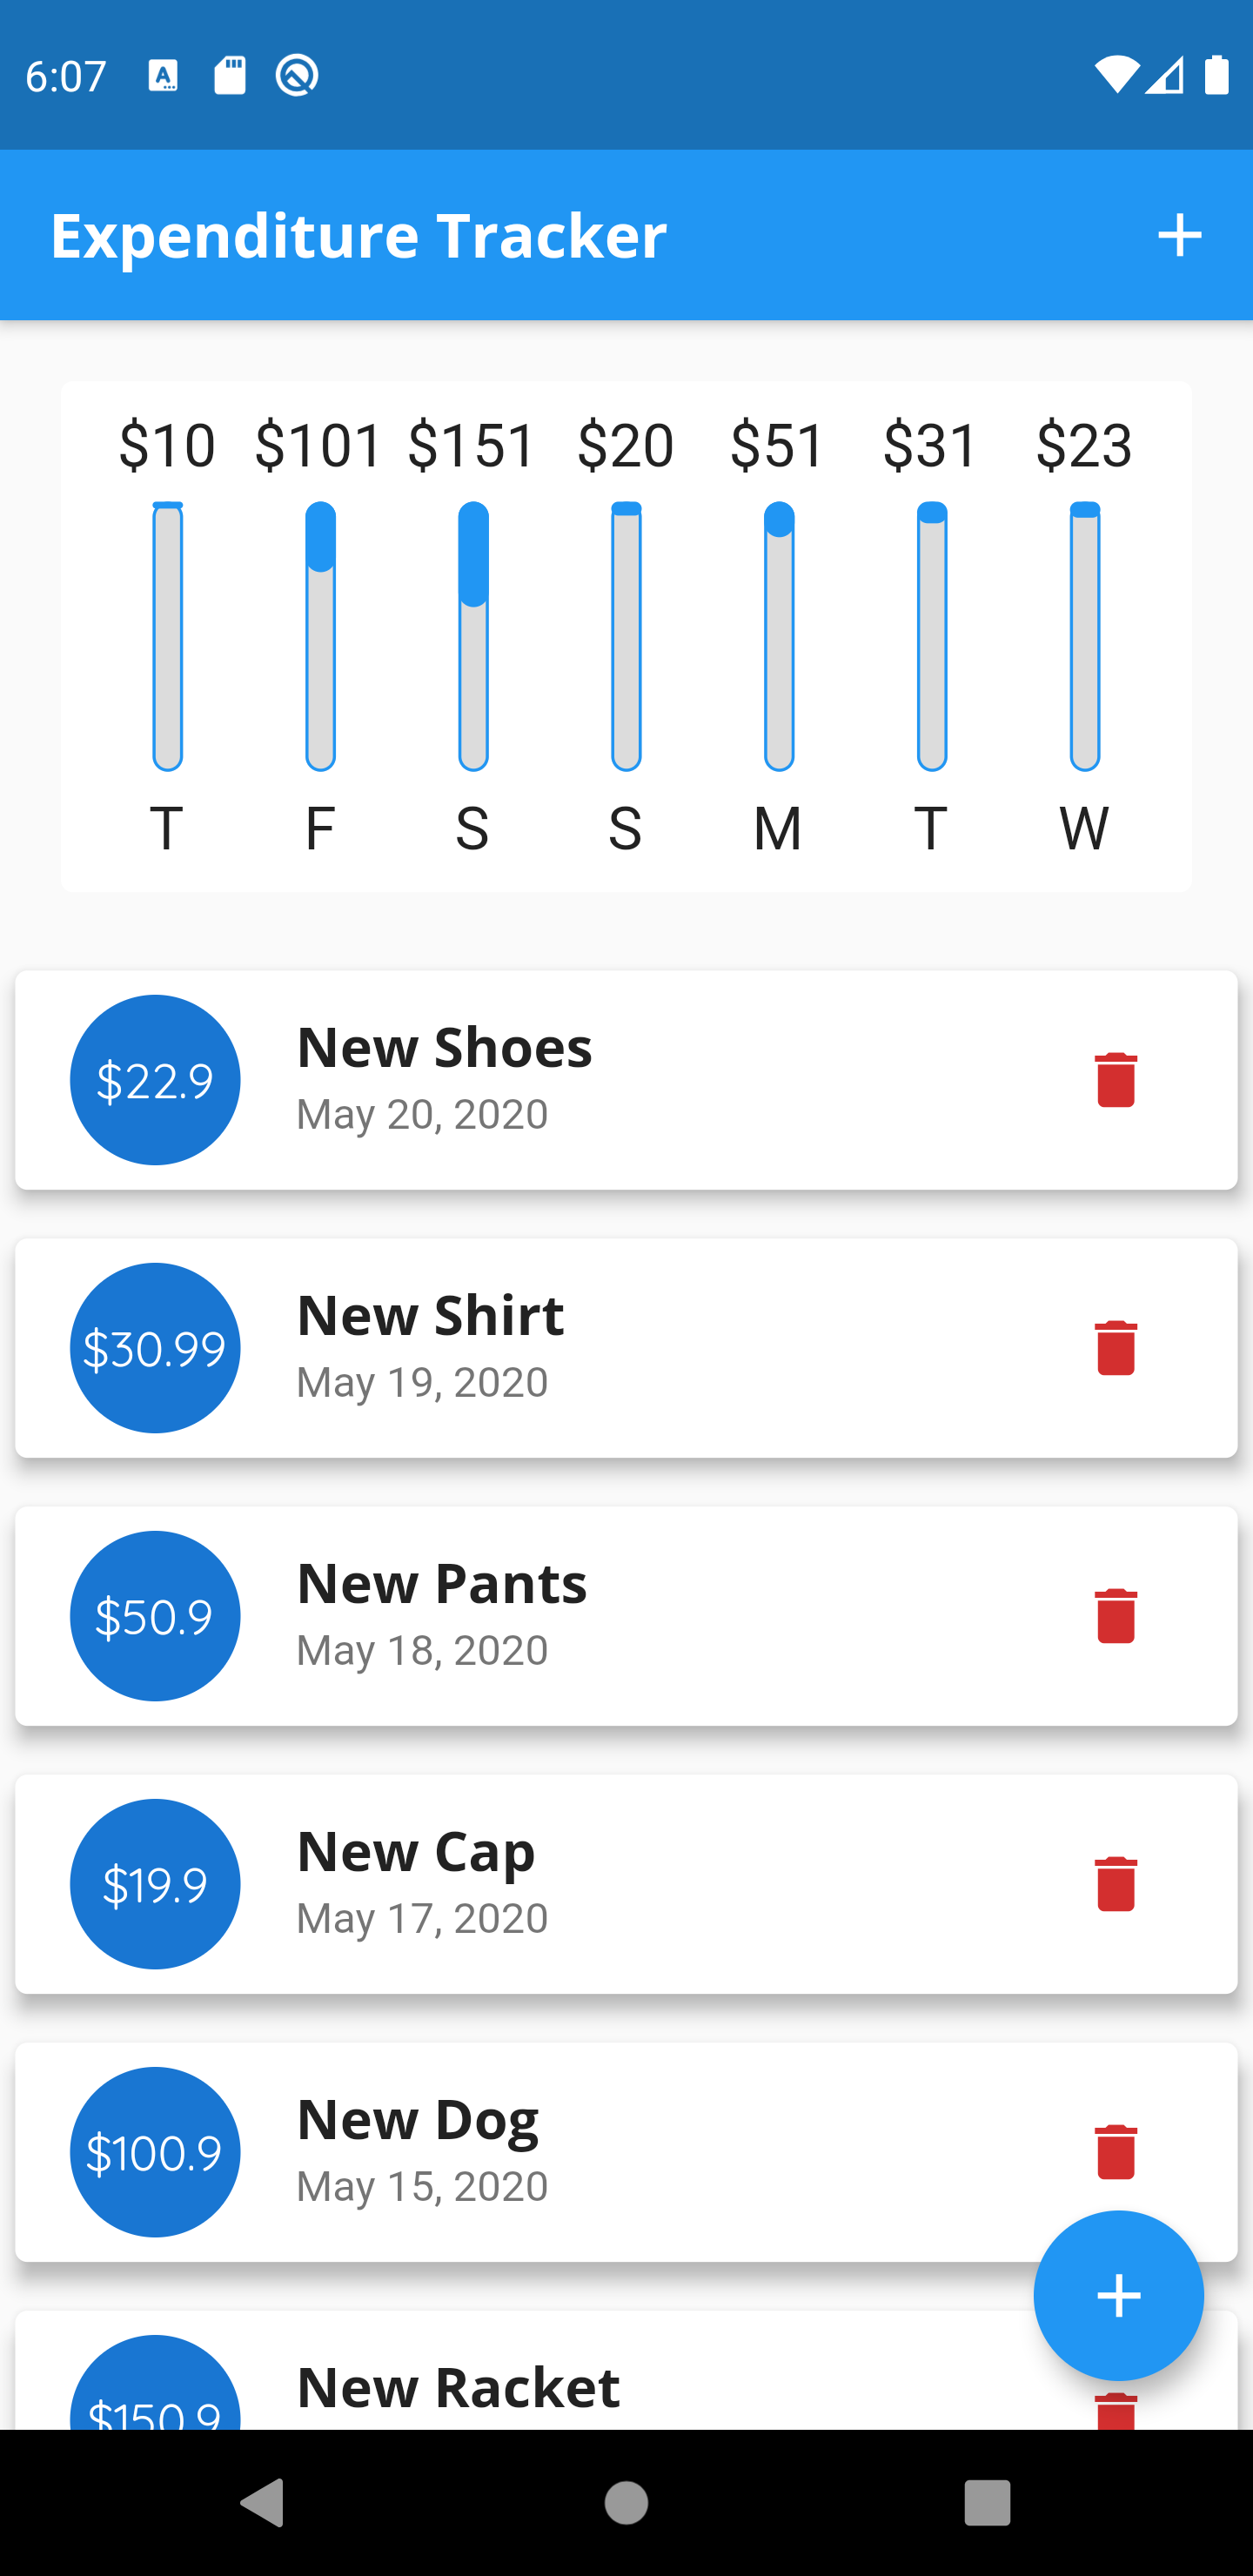 6:07
Expenditure Tracker
$10 $101 $151 $20 $51 $31 $23
T F S S M T W
$22.9
New Shoes
May 20, 2020
$30.99
New Shirt
May 19, 2020
$50.9
New Pants
May 18, 2020
$19.9
New Cap
May 17, 2020
$100.9
New Dog
May 15, 2020
$150.9
New Racket